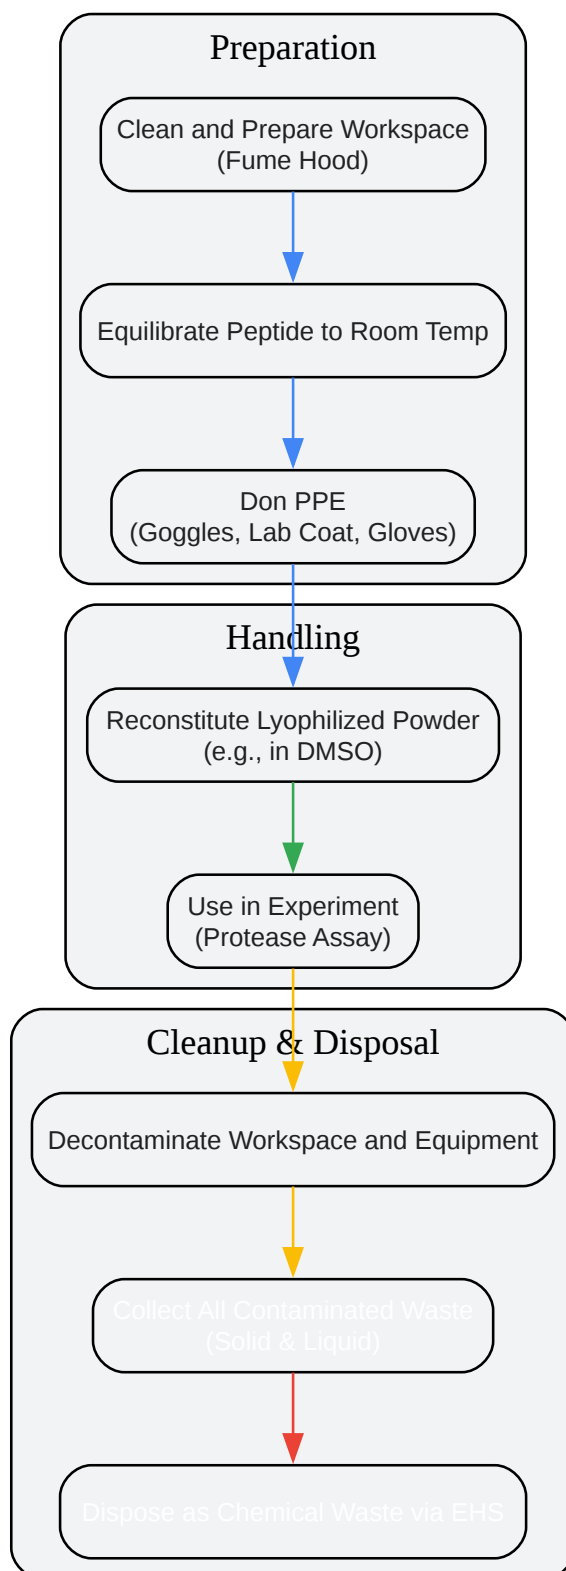 Preparation
Clean and Prepare Workspace
(Fume Hood)
Equilibrate Peptide to Room Temp
Don PPE
(Goggles, Lab Coat, Gloves)
Handling
Reconstitute Lyophilized Powder
(e.g., in DMSO)
Use in Experiment
(Protease Assay)
Cleanup & Disposal
Decontaminate Workspace and Equipment
Collect All Contaminated Waste
(Solid & Liquid)
Dispose as Chemical Waste via EHS